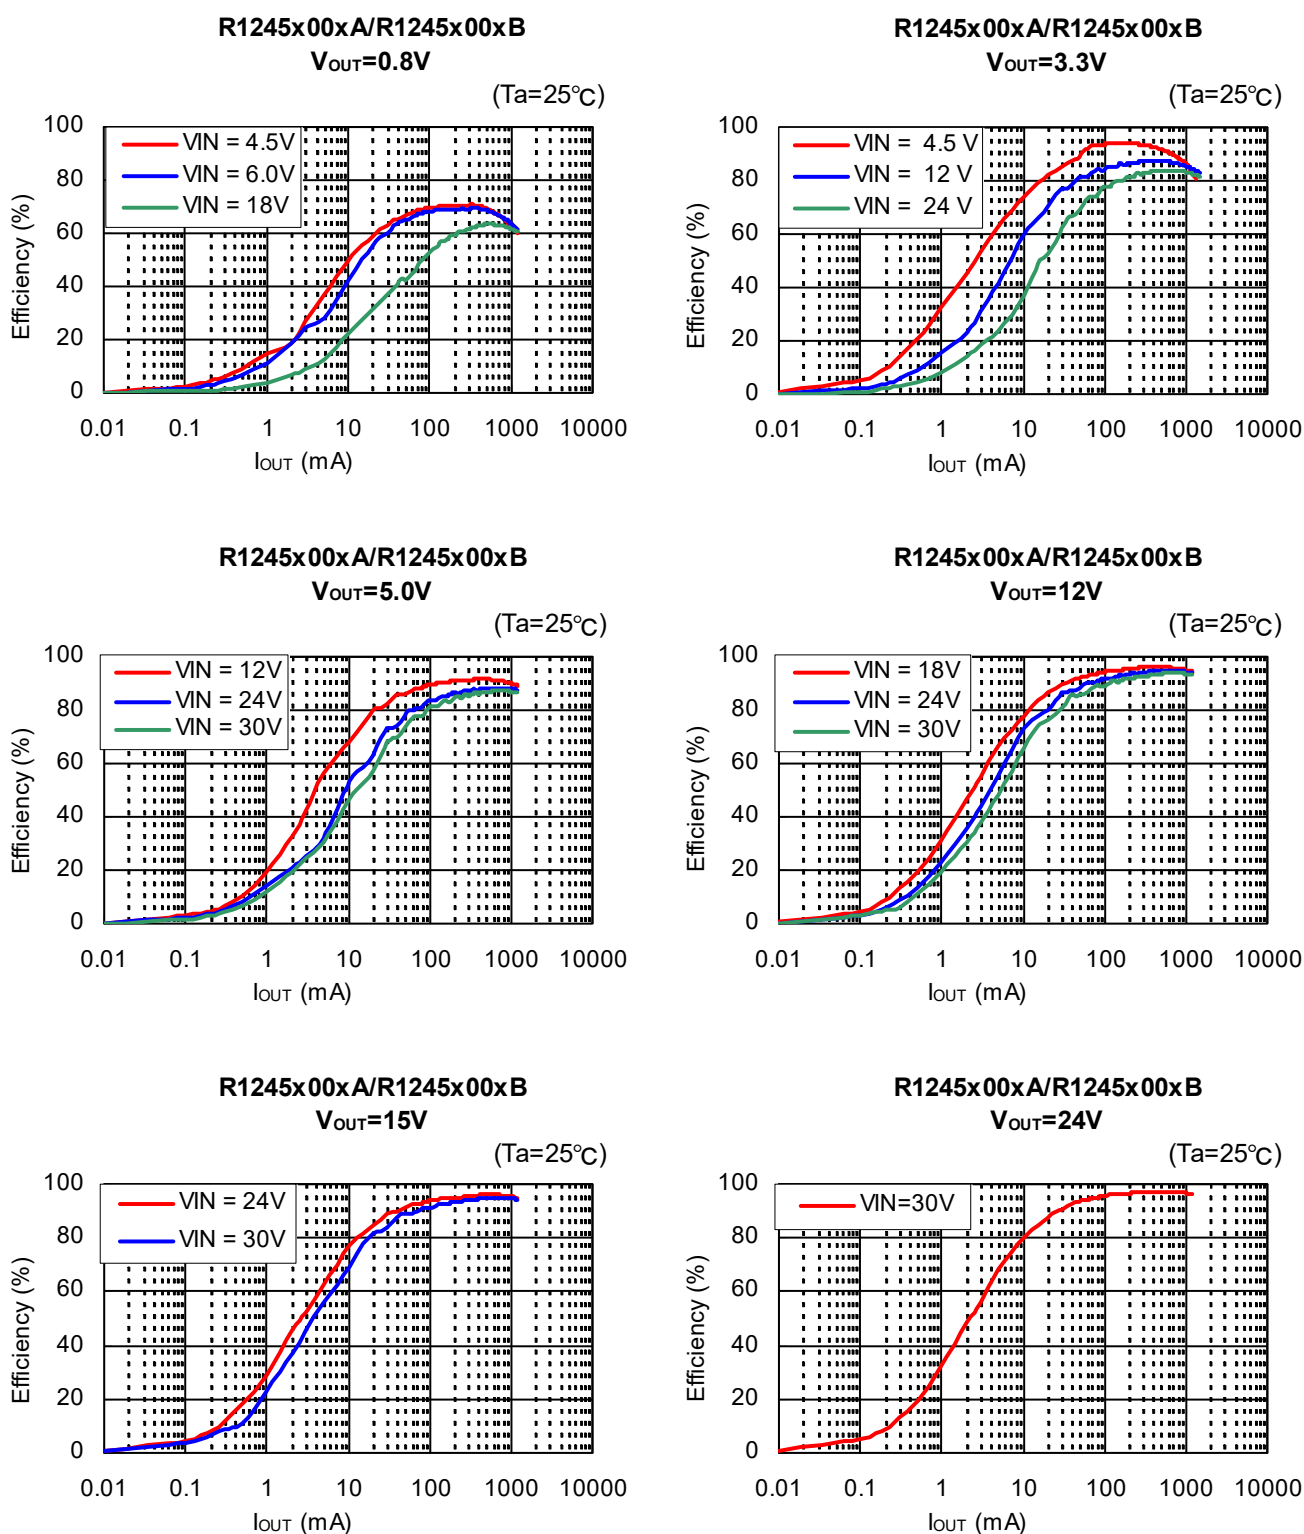 R1245x00xA/R1245x00xB
VOUT=0.8V
(Ta=25℃)
Efficiency (%)
100
80
60
40
20
0
VIN = 4.5V
VIN = 6.0V
VIN = 18V
0.01 0.1 1 10 100 1000 10000
IOUT (mA)
R1245x00xA/R1245x00xB
VOUT=3.3V
(Ta=25℃)
Efficiency (%)
100
80
60
40
20
0
VIN = 4.5 V
VIN = 12 V
VIN = 24 V
0.01 0.1 1 10 100 1000 10000
IOUT (mA)
R1245x00xA/R1245x00xB
VOUT=5.0V
(Ta=25℃)
Efficiency (%)
100
80
60
40
20
0
VIN = 12V
VIN = 24V
VIN = 30V
0.01 0.1 1 10 100 1000 10000
IOUT (mA)
R1245x00xA/R1245x00xB
VOUT=12V
(Ta=25℃)
Efficiency (%)
100
80
60
40
20
0
VIN = 18V
VIN = 24V
VIN = 30V
0.01 0.1 1 10 100 1000 10000
IOUT (mA)
R1245x00xA/R1245x00xB
VOUT=15V
(Ta=25℃)
Efficiency (%)
100
80
60
40
20
0
VIN = 24V
VIN = 30V
0.01 0.1 1 10 100 1000 10000
IOUT (mA)
R1245x00xA/R1245x00xB
VOUT=24V
(Ta=25℃)
Efficiency (%)
100
80
60
40
20
0
VIN=30V
0.01 0.1 1 10 100 1000 10000
IOUT (mA)